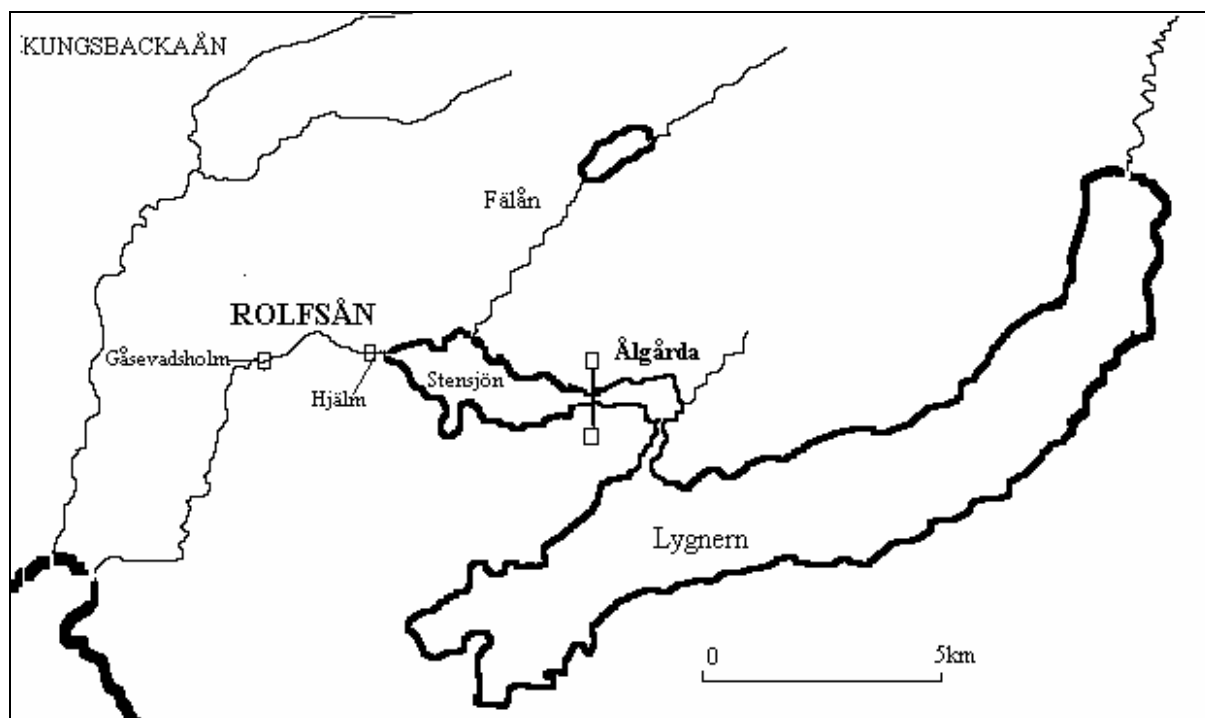 KUNGSBACKAÅN
Fälån
ROLFSÅN
Gåsevadsholm
Hjälm
Stensjön
Ålgårda
Lygnern
0 5km